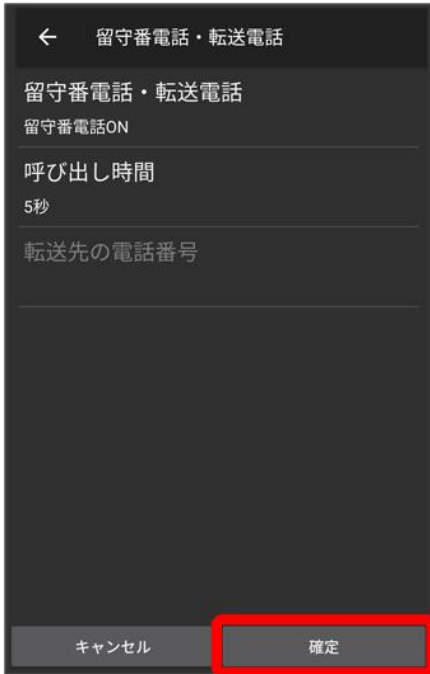 ← 留守番電話・転送電話
留守番電話・転送電話
留守番電話ON
呼び出し時間
5秒
転送先の電話番号
キャンセル
確定